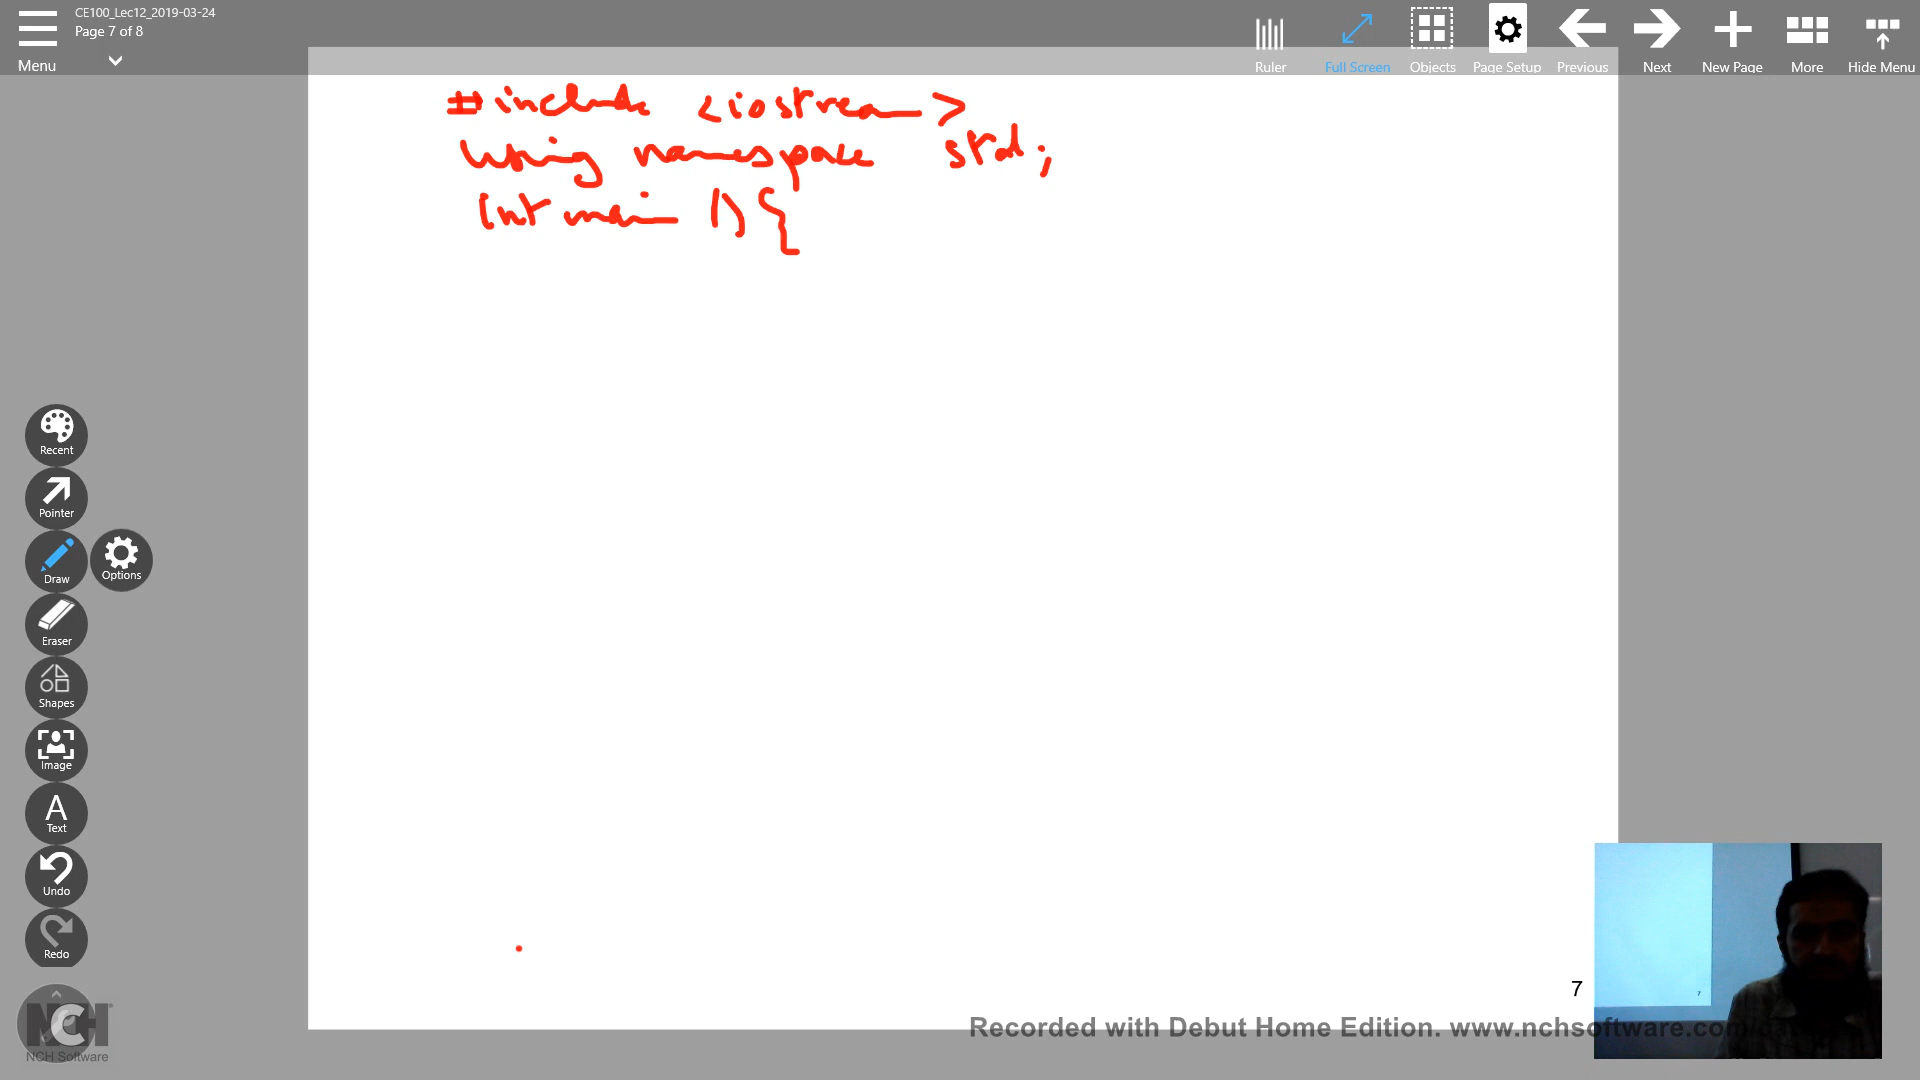 CE100_Lec12_2019-03-24
Page 7 of 8
Menu
Ruler
Full Screen
Objects
Page Setup
Previous
Next
New Page
More
Hide Menu
#include <iostream>
using namespace std;
int main () {
Recent
Pointer
Draw
Options
Eraser
Shapes
Image
A
Text
Undo
Redo
NCH
NCH Software
7
Recorded with Debut Home Edition. www.nchsoftware.com